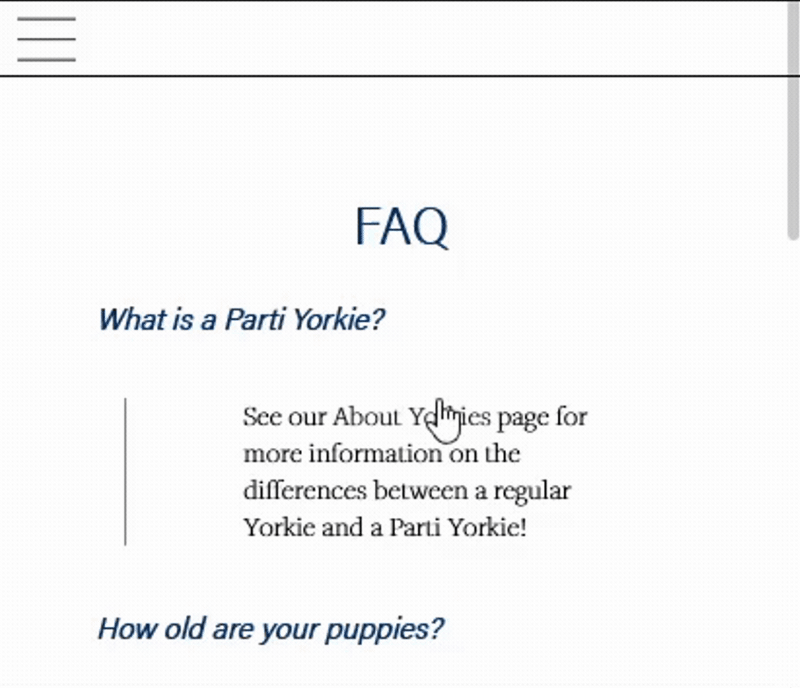 FAQ
What is a Parti Yorkie?
See our About Yorkies page for
more information on the
differences between a regular
Yorkie and a Parti Yorkie!
How old are your puppies?